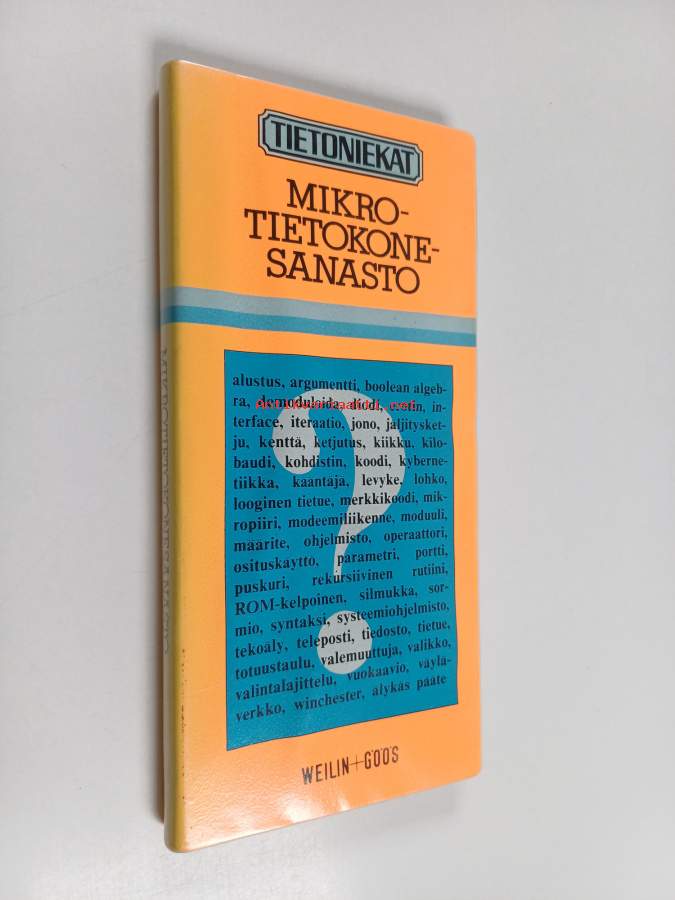 TIETONIEKAT
MIKRO-
TIETOKONE-
SANASTO
alustus, argumentti, boolean algeb-
ra, demoduloida, diodi,
terface, iteraatio, jono, jäljitysket-
ju, kenttä, ketjutus, kiikku, kilo-
baudi, kohdistin, koodi, kyberne-
tiikka, kääntäjä, levyke, lohko,
looginen tietue, merkkikoodi, mik-
ropiiri, modeemiliikenne, moduuli,
määrite, ohjelmisto, operaattori,
osituskäyttö, parametri, portti,
puskuri, rekursiivinen rutiini,
ROM-kelpoinen, silmukka, sor-
mio, syntaksi, systeemiohjelmisto,
tekoäly, teleposti, tiedosto, tietue,
totuustaulu, valemuuttuja, valikko,
valintalajittelu, vuokaavio, väylä-
verkko, winchester, älykäs pääte
WEILIN+GÖÖS
MIKROTIETOKONESANASTO